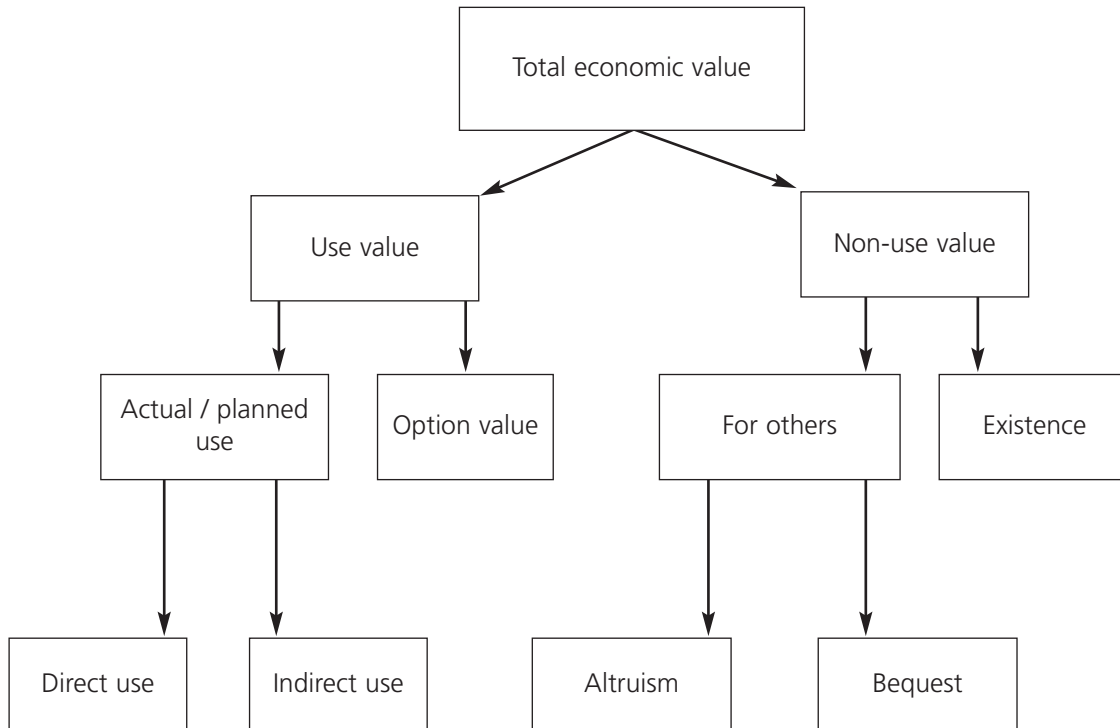 Total economic value
Use value
Non-use value
Actual / planned
use
Option value
For others
Existence
Direct use
Indirect use
Altruism
Bequest